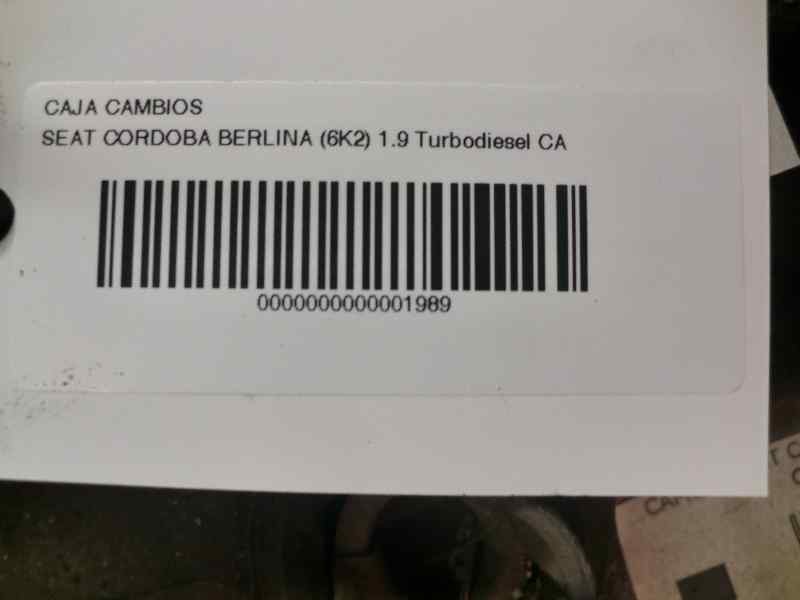 CAJA CAMBIOS
SEAT CORDOBA BERLINA (6K2) 1.9 Turbodiesel CA
0000000000001989